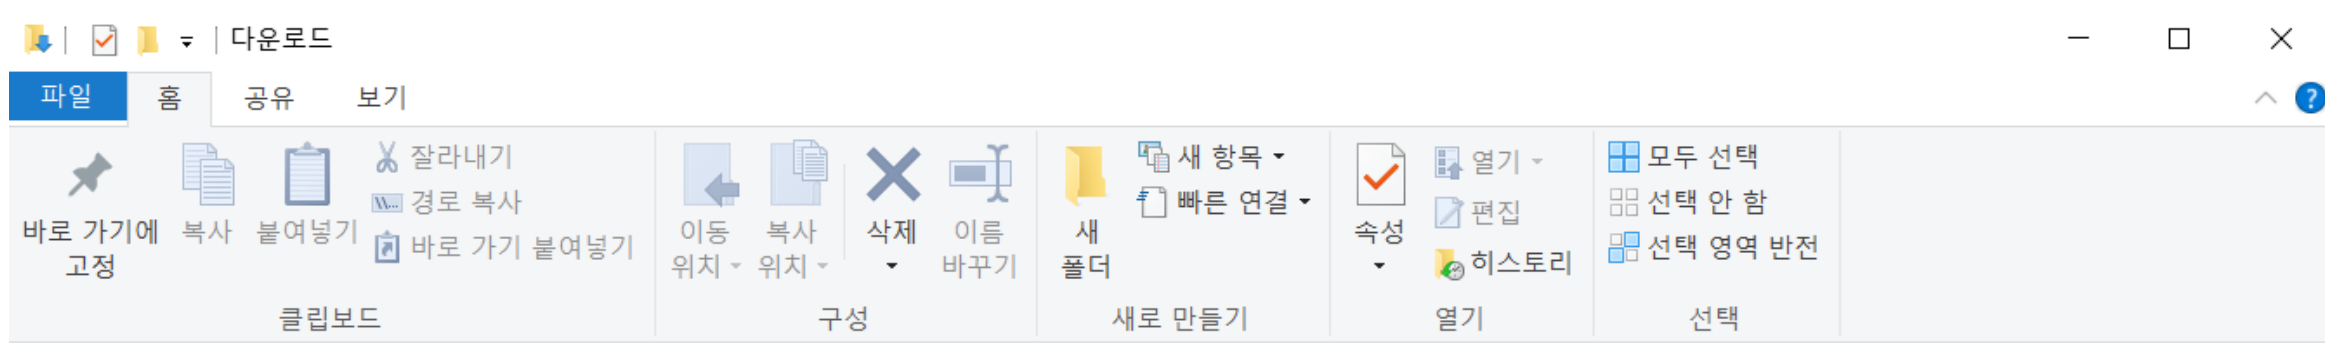 다운로드
파일 홈 공유 보기
바로 가기에
고정
복사
붙여넣기
잘라내기
경로 복사
바로 가기 붙여넣기
클립보드
이동
위치
복사
위치
삭제
이름
바꾸기
구성
새
폴더
새 항목
빠른 연결
새로 만들기
속성
열기
편집
히스토리
열기
모두 선택
선택 안 함
선택 영역 반전
선택